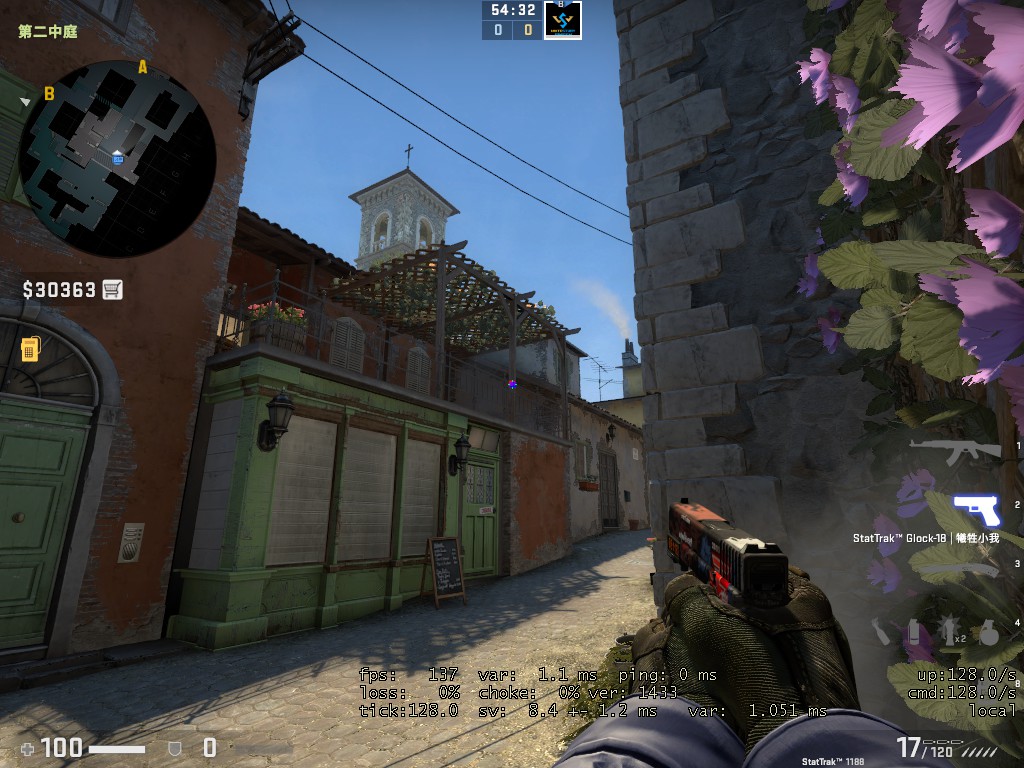 第二中庭
54:32
0 0
A
B
$30363
1
2
StatTrak™ Glock-18 | 犧牲小我
3
x2
4
fps: 137 var: 1.1 ms ping: 0 ms
up:128.0/s
loss: 0% choke: 0% ver: 1433
cmd:128.0/s
tick:128.0 sv: 8.4 +- 1.2 ms var: 1.051 ms
local
100
0
17/120
StatTrak™ 1188